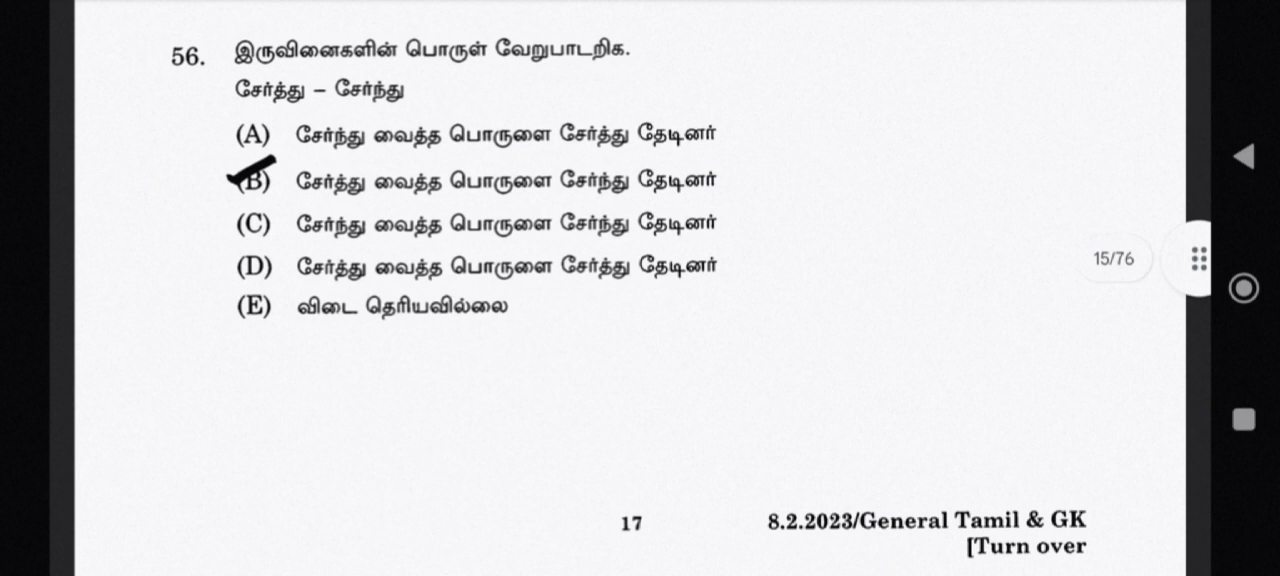 56. இருவினைகளின் பொருள் வேறுபாடறிக.
சேர்த்து – சேர்ந்து
(A) சேர்ந்து வைத்த பொருளை சேர்த்து தேடினர்
(B) சேர்த்து வைத்த பொருளை சேர்ந்து தேடினர்
(C) சேர்ந்து வைத்த பொருளை சேர்ந்து தேடினர்
(D) சேர்த்து வைத்த பொருளை சேர்த்து தேடினர்
(E) விடை தெரியவில்லை
15/76
17 8.2.2023/General Tamil & GK
[Turn over